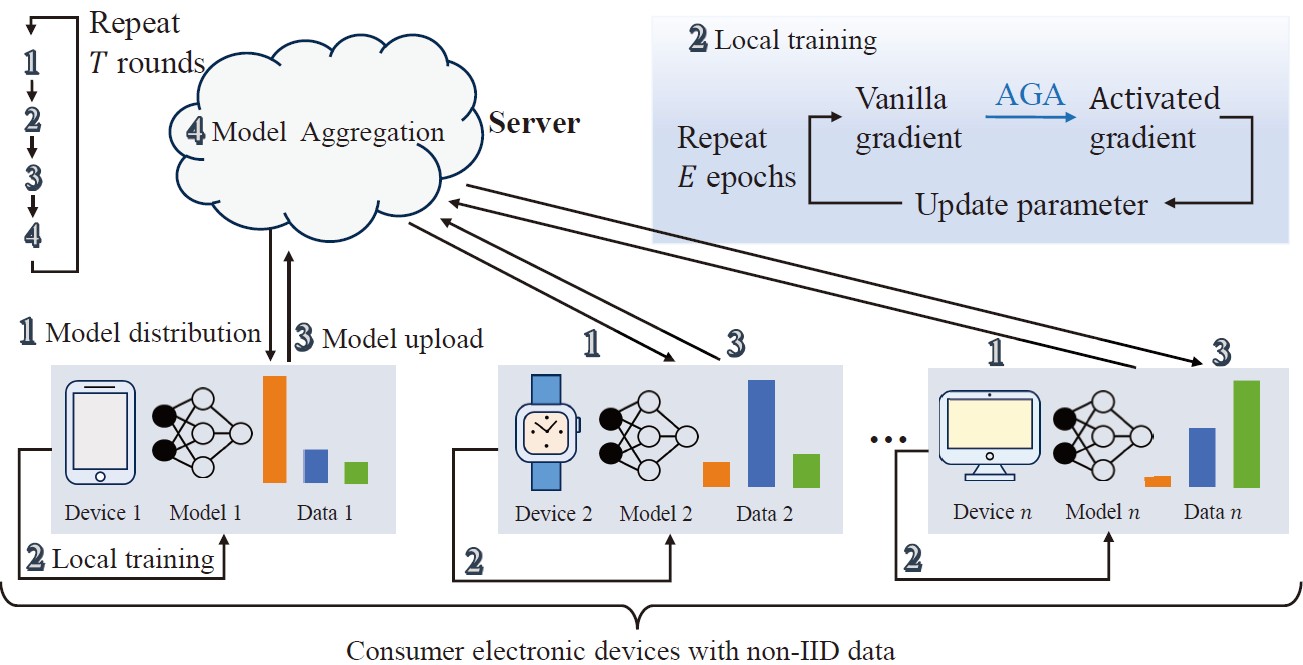 Repeat
T rounds
1
2
3
4
4 Model Aggregation
Server
2 Local training
Vanilla
gradient
AGA
Activated
gradient
Repeat
E epochs
Update parameter
1 Model distribution
3 Model upload
1
3
1
3
Device 1
Model 1
Data 1
Device 2
Model 2
Data 2
...
Device n
Model n
Data n
2 Local training
2
2
Consumer electronic devices with non-IID data